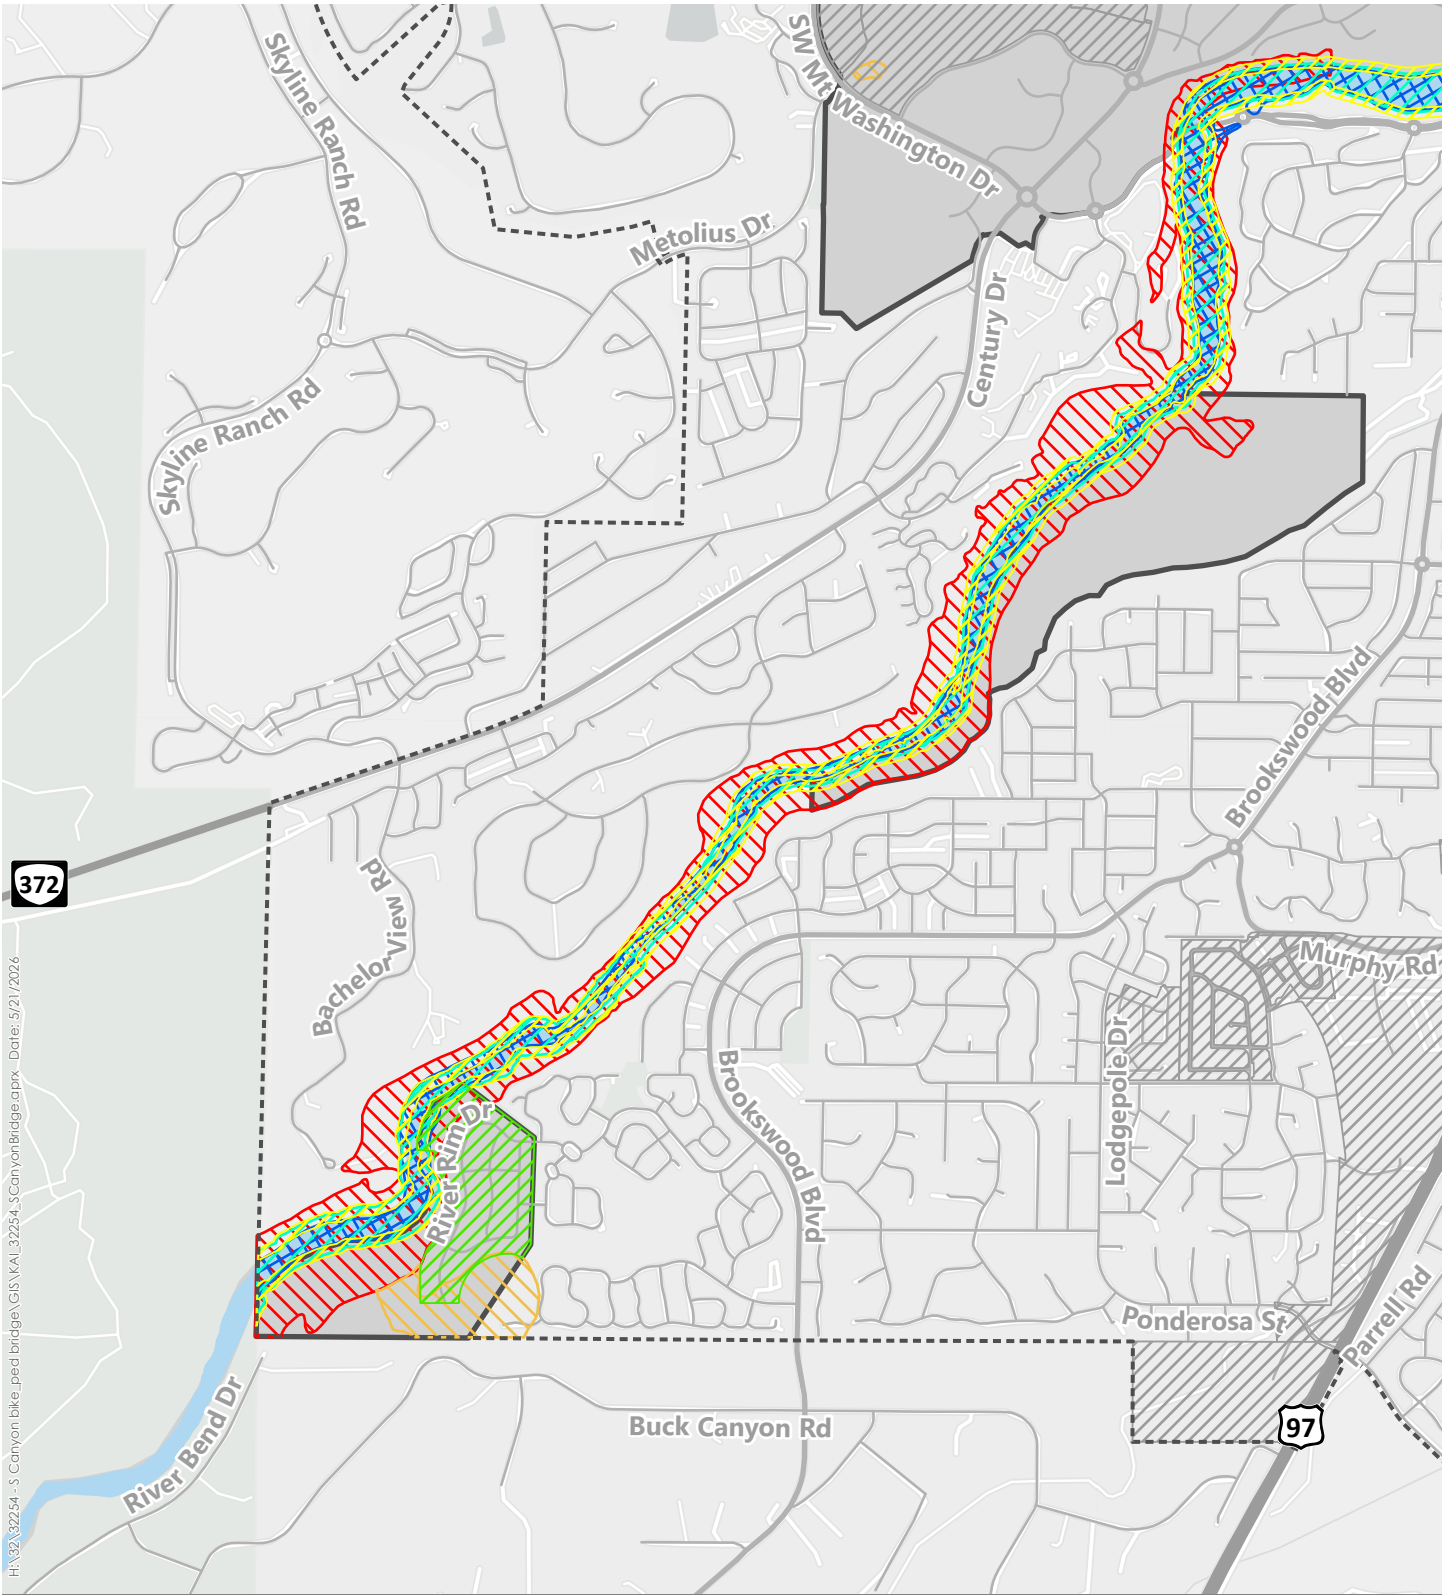 SW Mt Washington Dr
Skyline Ranch Rd
Metolius Dr
Century Dr
Skyline Ranch Rd
Brookswood Blvd
372
Bachelor View Rd
Murphy Rd
Lodgepole Dr
Brookswood Blvd
River Rim Dr
Ponderosa St
Parrell Rd
River Bend Dr
Buck Canyon Rd
97
H:\32\32254 - S Canyon bike_ped bridge\GIS\KAI_32254_SCanyonBridge.aprx Date: 5/21/2026